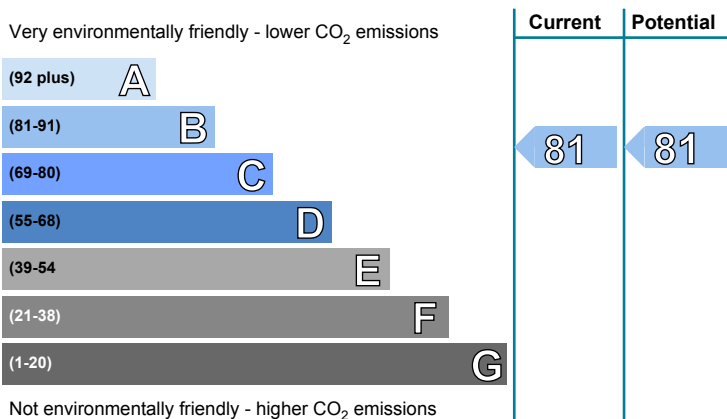 Current Potential
Very environmentally friendly - lower CO2 emissions
(92 plus) A
(81-91) B
81 81
(69-80) C
(55-68) D
(39-54 E
(21-38) F
(1-20) G
Not environmentally friendly - higher CO2 emissions